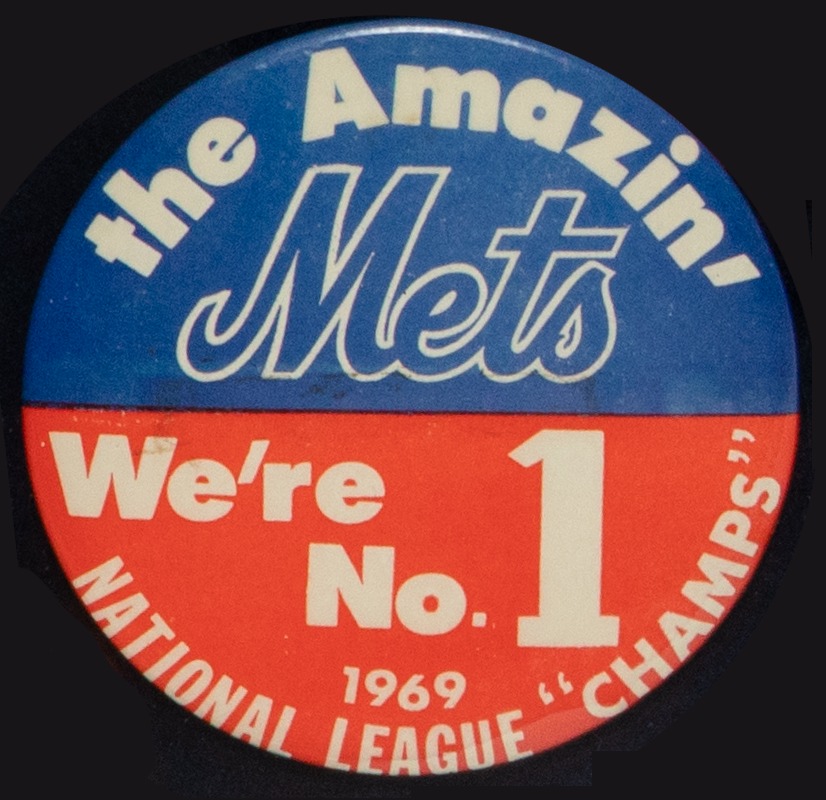 the Amazin'
Mets
We're
No. 1
1969
NATIONAL LEAGUE “CHAMPS”